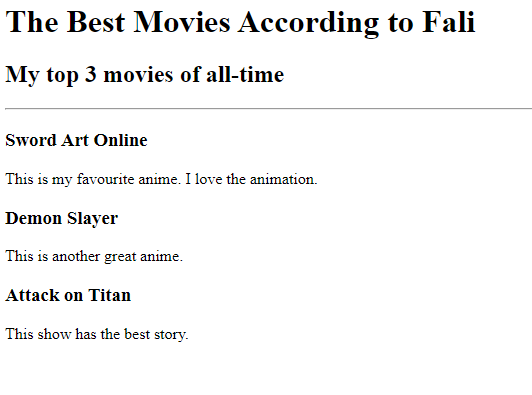 The Best Movies According to Fali
My top 3 movies of all-time
Sword Art Online
This is my favourite anime. I love the animation.
Demon Slayer
This is another great anime.
Attack on Titan
This show has the best story.